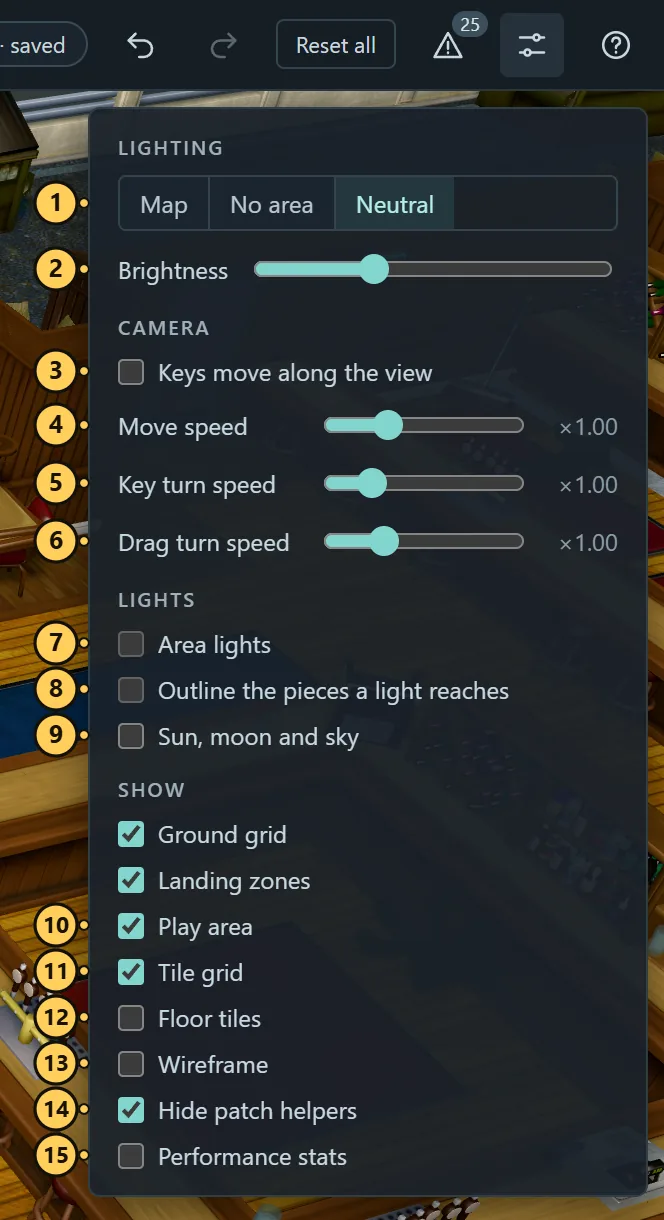 · saved
Reset all
25
LIGHTING
1
Map No area Neutral
2
Brightness
CAMERA
3
Keys move along the view
4
Move speed ×1.00
5
Key turn speed ×1.00
6
Drag turn speed ×1.00
LIGHTS
7
Area lights
8
Outline the pieces a light reaches
9
Sun, moon and sky
SHOW
Ground grid
Landing zones
10
Play area
11
Tile grid
12
Floor tiles
13
Wireframe
14
Hide patch helpers
15
Performance stats